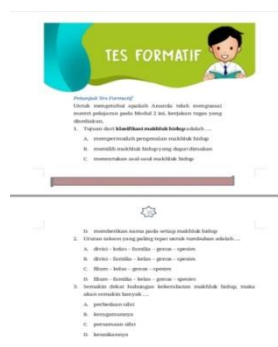 TES FORMATIF
Petunjuk Tes Formatif
Untuk mengetahui apakah Ananda telah menguasai
materi pelajaran pada Modul 2 ini, kerjakan tugas yang
disediakan.
1. Tujuan dari klasifikasi makhluk hidup adalah ....
A. mempermudah pengenalan makhluk hidup
B. memilih makhluk hidup yang dapat dimakan
C. menentukan asal-usul makhluk hidup
D. memberikan nama pada setiap makhluk hidup
2. Urutan takson yang paling tepat untuk tumbuhan adalah ....
A. divisi - kelas - famili - genus - spesies
B. divisi - familia - kelas - genus - spesies
C. filum - kelas - genus - spesies
D. filum - familia - kelas - genus - spesies
3. Semakin dekat hubungan kekerabatan makhluk hidup, maka
akan semakin banyak ....
A. perbedaan sifat
B. keragamannya
C. persamaan sifat
D. keunikannya